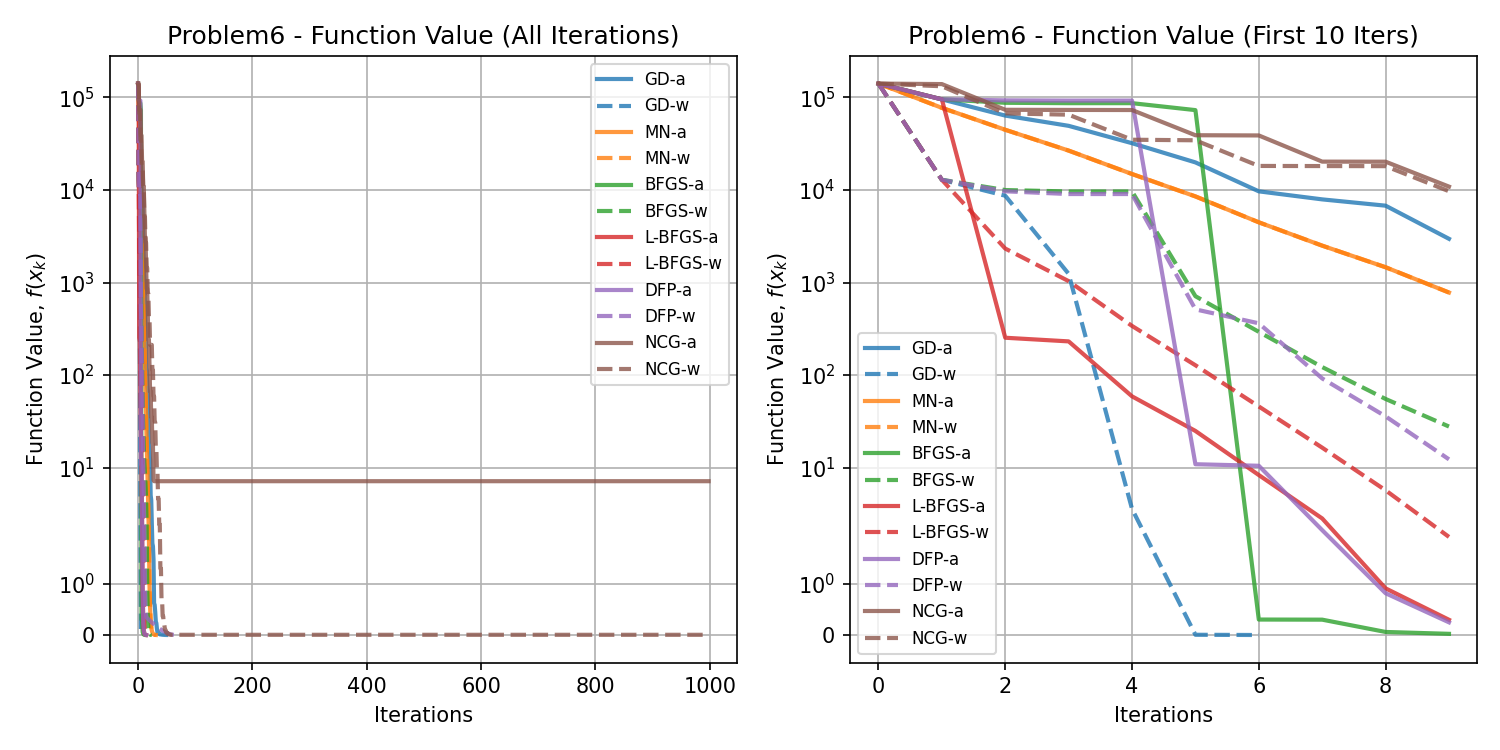 Problem6 - Function Value (All Iterations)
Function Value, f(x_k)
10^5
10^4
10^3
10^2
10^1
10^0
0
0 200 400 600 800 1000
Iterations
GD-a
GD-w
MN-a
MN-w
BFGS-a
BFGS-w
L-BFGS-a
L-BFGS-w
DFP-a
DFP-w
NCG-a
NCG-w
Problem6 - Function Value (First 10 Iters)
Function Value, f(x_k)
10^5
10^4
10^3
10^2
10^1
10^0
0
0 2 4 6 8
Iterations
GD-a
GD-w
MN-a
MN-w
BFGS-a
BFGS-w
L-BFGS-a
L-BFGS-w
DFP-a
DFP-w
NCG-a
NCG-w